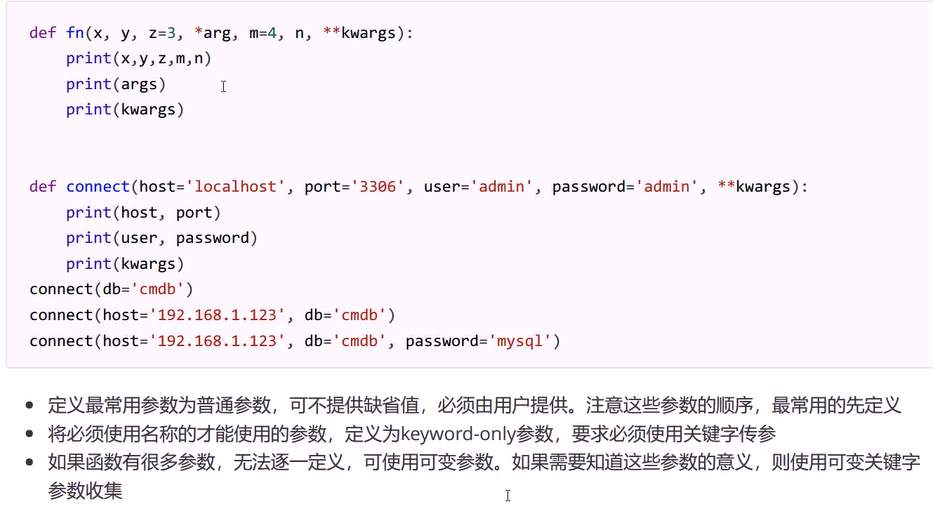 def fn(x, y, z=3, *arg, m=4, n, **kwargs):
    print(x,y,z,m,n)
    print(args)
    print(kwargs)
def connect(host='localhost', port='3306', user='admin', password='admin', **kwargs):
    print(host, port)
    print(user, password)
    print(kwargs)
connect(db='cmdb')
connect(host='192.168.1.123', db='cmdb')
connect(host='192.168.1.123', db='cmdb', password='mysql')
• 定义最常用参数为普通参数，可不提供缺省值，必须由用户提供。注意这些参数的顺序，最常用的先定义
• 将必须使用名称的才能使用的参数，定义为keyword-only参数，要求必须使用关键字传参
• 如果函数有很多参数，无法逐一定义，可使用可变参数。如果需要知道这些参数的意义，则使用可变关键字
参数收集